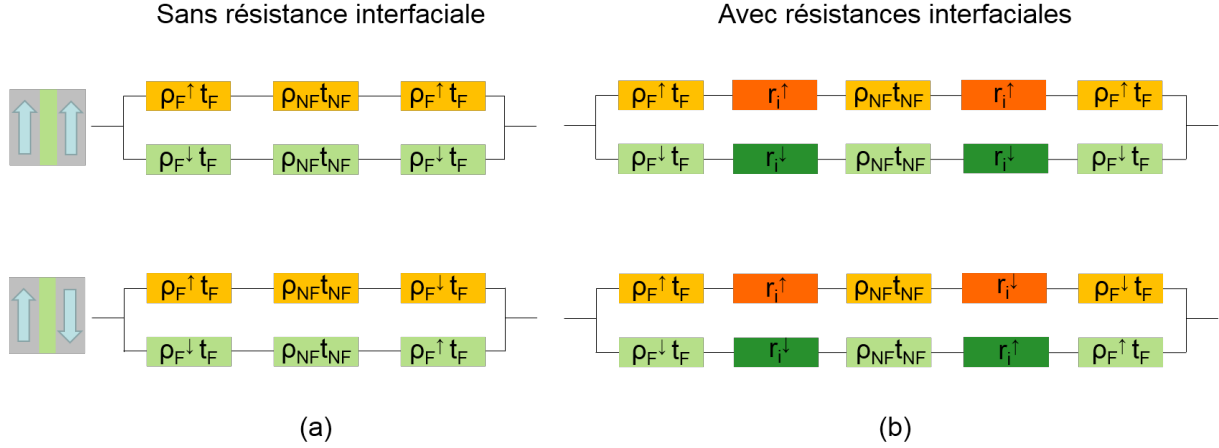 Sans résistance interfaciale
Avec résistances interfaciales
ρF↑ tF ρNFtNF ρF↑ tF
ρF↑ tF ri↑ ρNFtNF ri↑ ρF↑ tF
ρF↓ tF ρNFtNF ρF↓ tF
ρF↓ tF ri↓ ρNFtNF ri↓ ρF↓ tF
ρF↑ tF ρNFtNF ρF↓ tF
ρF↑ tF ri↑ ρNFtNF ri↓ ρF↓ tF
ρF↓ tF ρNFtNF ρF↑ tF
ρF↓ tF ri↓ ρNFtNF ri↑ ρF↑ tF
(a)
(b)